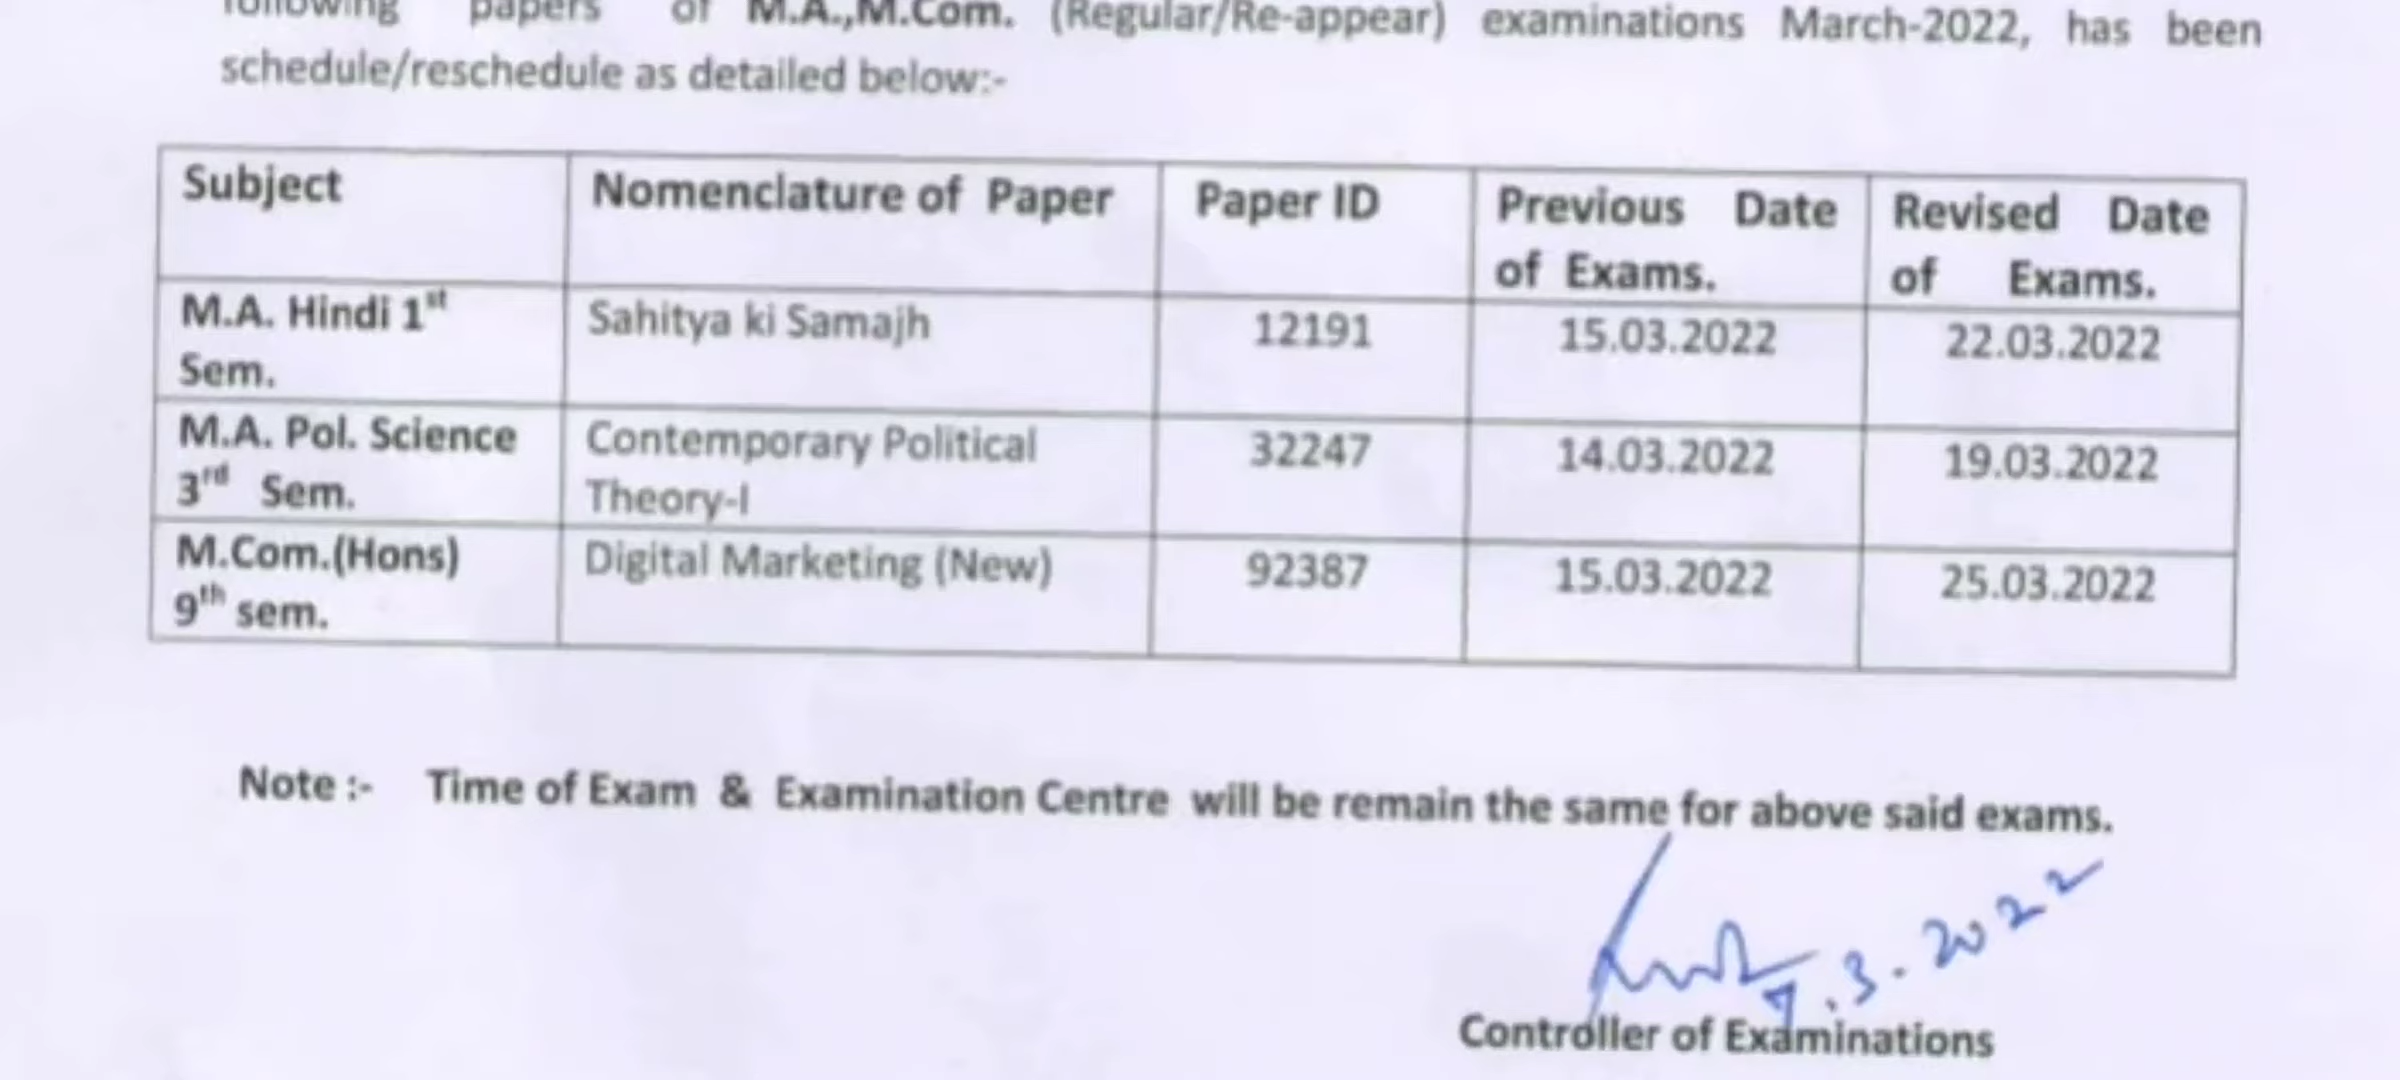 following papers of M.A.,M.Com. (Regular/Re-appear) examinations March-2022, has been
schedule/reschedule as detailed below:-
Subject Nomenclature of Paper Paper ID Previous Date of Exams. Revised Date of Exams.
M.A. Hindi 1st Sem. Sahitya ki Samajh 12191 15.03.2022 22.03.2022
M.A. Pol. Science 3rd Sem. Contemporary Political Theory-I 32247 14.03.2022 19.03.2022
M.Com.(Hons) 9th sem. Digital Marketing (New) 92387 15.03.2022 25.03.2022
Note :- Time of Exam & Examination Centre will be remain the same for above said exams.
7.3.2022
Controller of Examinations